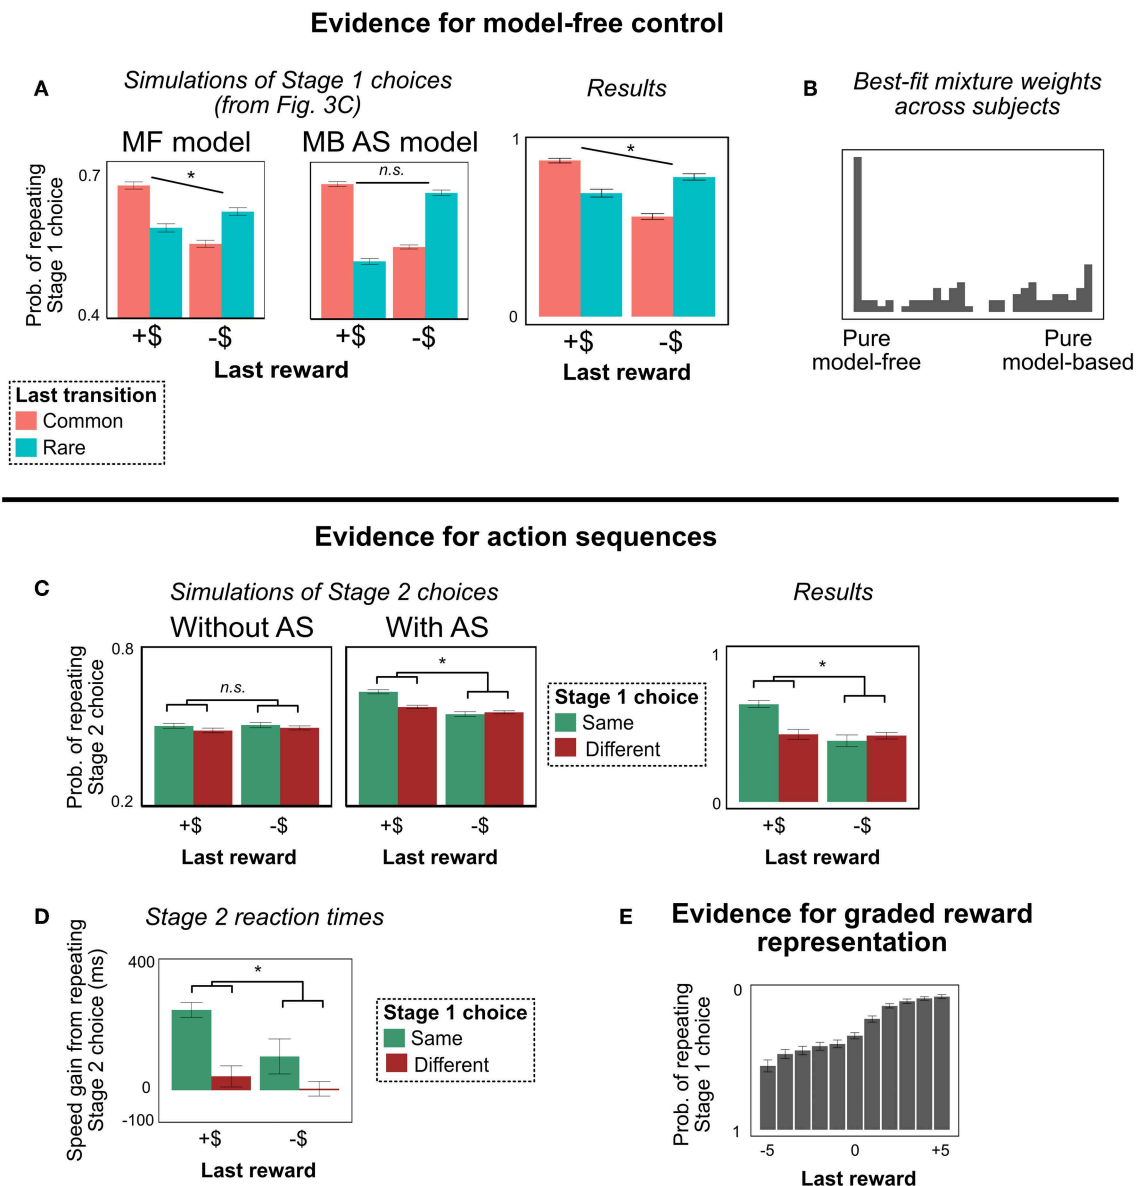 Evidence for model-free control
A
Simulations of Stage 1 choices
(from Fig. 3C)
MF model
MB AS model
Results
Prob. of repeating
Stage 1 choice
0.7
0.4
*
n.s.
+$
-$
+$
-$
Last reward
1
0
*
+$
-$
Last reward
B
Best-fit mixture weights
across subjects
Pure
model-free
Pure
model-based
Last transition
Common
Rare
Evidence for action sequences
C
Simulations of Stage 2 choices
Without AS
With AS
Results
Prob. of repeating
Stage 2 choice
0.8
0.2
n.s.
+$
-$
Last reward
*
+$
-$
Last reward
Stage 1 choice
Same
Different
1
0
*
+$
-$
Last reward
D
Stage 2 reaction times
Speed gain from repeating
Stage 2 choice (ms)
400
0
-100
*
+$
-$
Last reward
Stage 1 choice
Same
Different
E
Evidence for graded reward
representation
Prob. of repeating
Stage 1 choice
0
1
-5
0
+5
Last reward